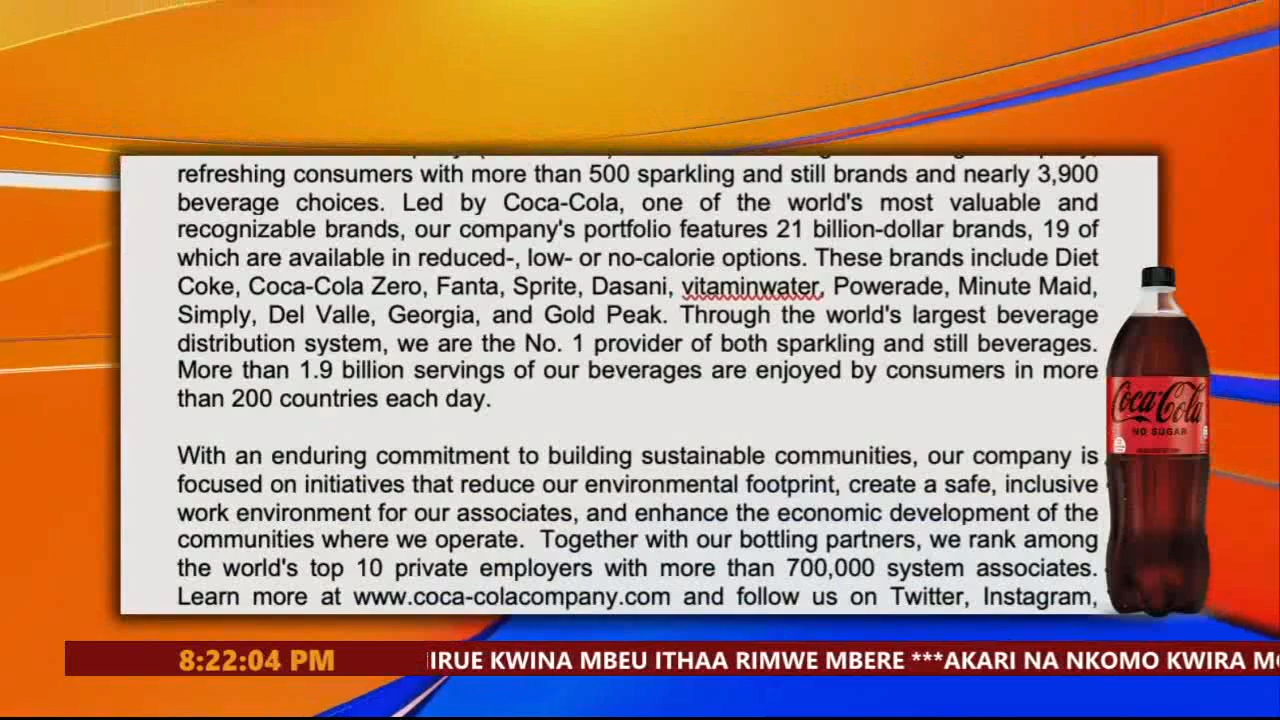 refreshing consumers with more than 500 sparkling and still brands and nearly 3,900
beverage choices. Led by Coca-Cola, one of the world's most valuable and
recognizable brands, our company's portfolio features 21 billion-dollar brands, 19 of
which are available in reduced-, low- or no-calorie options. These brands include Diet
Coke, Coca-Cola Zero, Fanta, Sprite, Dasani, vitaminwater, Powerade, Minute Maid,
Simply, Del Valle, Georgia, and Gold Peak. Through the world's largest beverage
distribution system, we are the No. 1 provider of both sparkling and still beverages.
More than 1.9 billion servings of our beverages are enjoyed by consumers in more
than 200 countries each day.
With an enduring commitment to building sustainable communities, our company is
focused on initiatives that reduce our environmental footprint, create a safe, inclusive
work environment for our associates, and enhance the economic development of the
communities where we operate. Together with our bottling partners, we rank among
the world's top 10 private employers with more than 700,000 system associates.
Learn more at www.coca-colacompany.com and follow us on Twitter, Instagram,
Coca-Cola
NO SUGAR
8:22:04 PM
IRUE KWINA MBEU ITHAA RIMWE MBERE ***AKARI NA NKOMO KWIRA